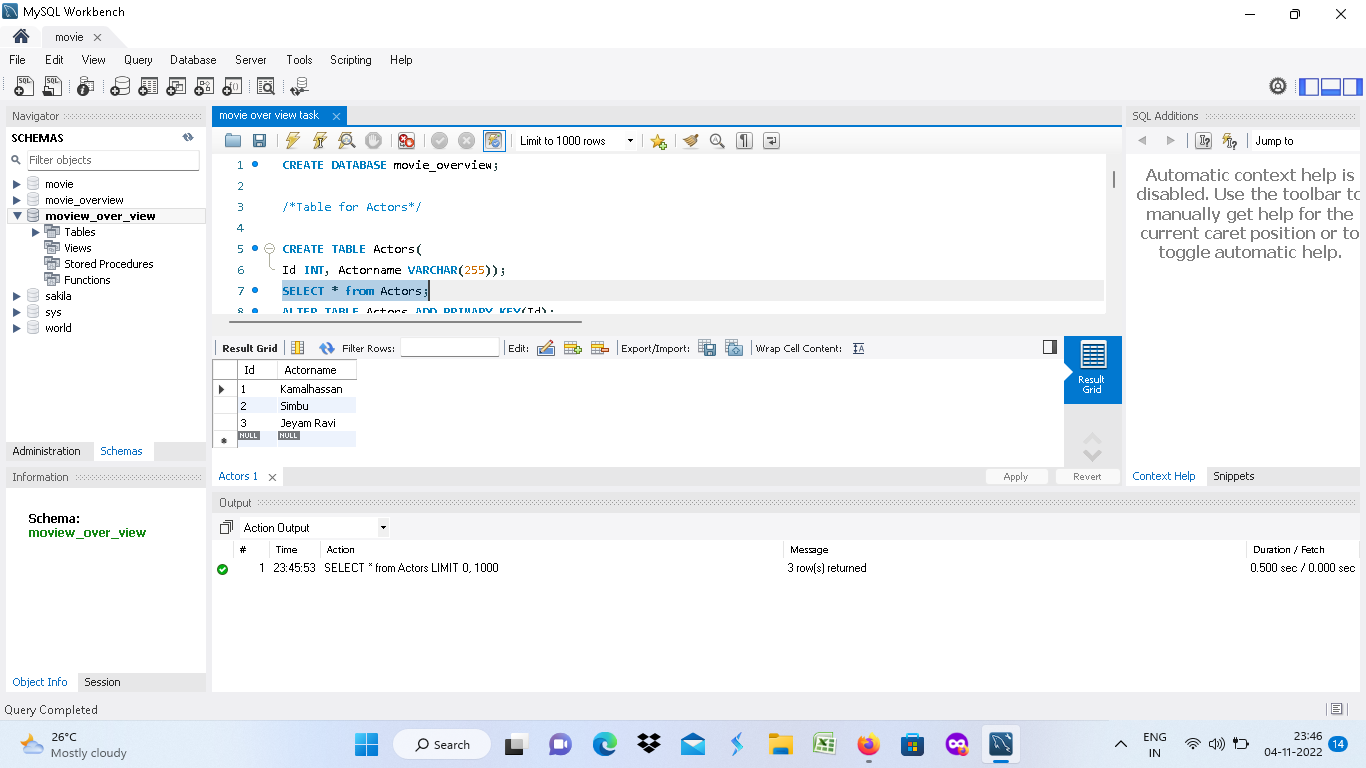 MySQL Workbench
movie
File Edit View Query Database Server Tools Scripting Help
Navigator
SCHEMAS
Filter objects
movie
movie_overview
moview_over_view
Tables
Views
Stored Procedures
Functions
sakila
sys
world
Administration Schemas
Information
Schema:
moview_over_view
Object Info Session
movie over view task
Limit to 1000 rows
1 CREATE DATABASE movie_overview;
2
3 /*Table for Actors*/
4
5 CREATE TABLE Actors(
6 Id INT, Actorname VARCHAR(255));
7 SELECT * from Actors;
8 ALTER TABLE Actors ADD PRIMARY KEY(Id);
Result Grid Filter Rows: Edit: Export/Import: Wrap Cell Content:
Id Actorname
1 Kamalhassan
2 Simbu
3 Jeyam Ravi
NULL NULL
Result
Grid
Actors 1 Apply Revert
SQL Additions
Jump to
Automatic context help is
disabled. Use the toolbar to
manually get help for the
current caret position or to
toggle automatic help.
Context Help Snippets
Output
Action Output
# Time Action Message Duration / Fetch
1 23:45:53 SELECT * from Actors LIMIT 0, 1000 3 row(s) returned 0.500 sec / 0.000 sec
Query Completed
26°C
Mostly cloudy
Search
ENG
IN
23:46
04-11-2022
14